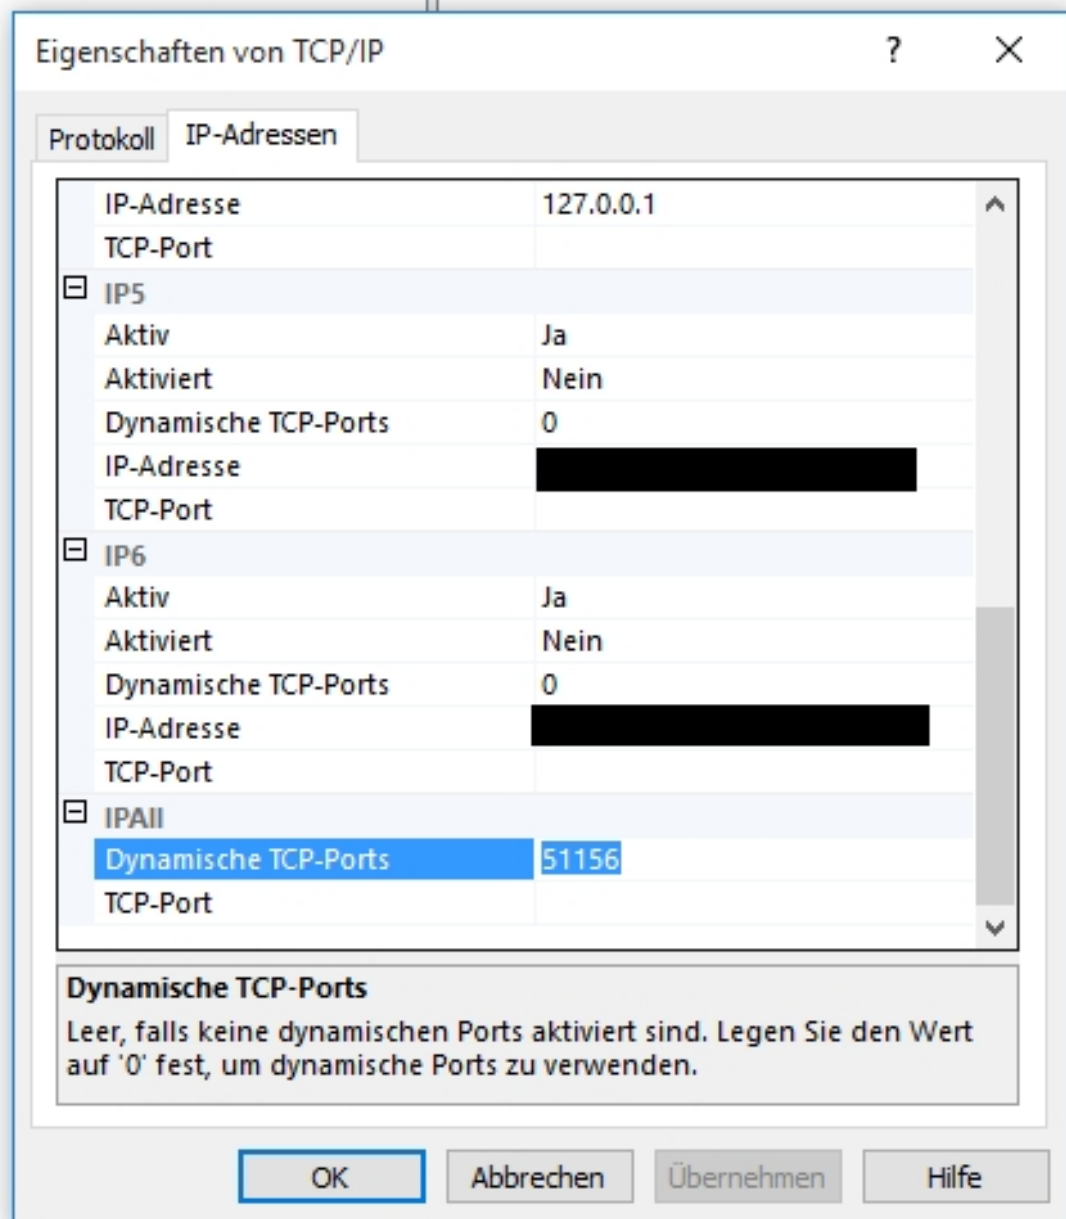 Eigenschaften von TCP/IP ?
Protokoll IP-Adressen
IP-Adresse 127.0.0.1
TCP-Port
IP5
Aktiv Ja
Aktiviert Nein
Dynamische TCP-Ports 0
IP-Adresse
TCP-Port
IP6
Aktiv Ja
Aktiviert Nein
Dynamische TCP-Ports 0
IP-Adresse
TCP-Port
IPAll
Dynamische TCP-Ports 51156
TCP-Port
Dynamische TCP-Ports
Leer, falls keine dynamischen Ports aktiviert sind. Legen Sie den Wert
auf '0' fest, um dynamische Ports zu verwenden.
OK Abbrechen Übernehmen Hilfe